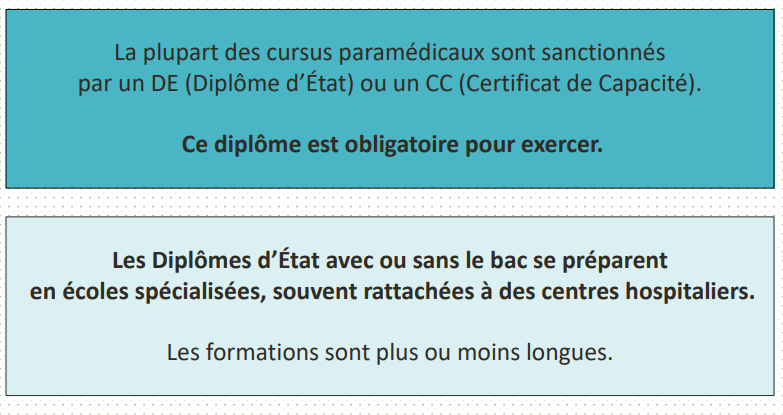 La plupart des cursus paramédicaux sont sanctionnés
par un DE (Diplôme d’État) ou un CC (Certificat de Capacité).
Ce diplôme est obligatoire pour exercer.
Les Diplômes d’État avec ou sans le bac se préparent
en écoles spécialisées, souvent rattachées à des centres hospitaliers.
Les formations sont plus ou moins longues.